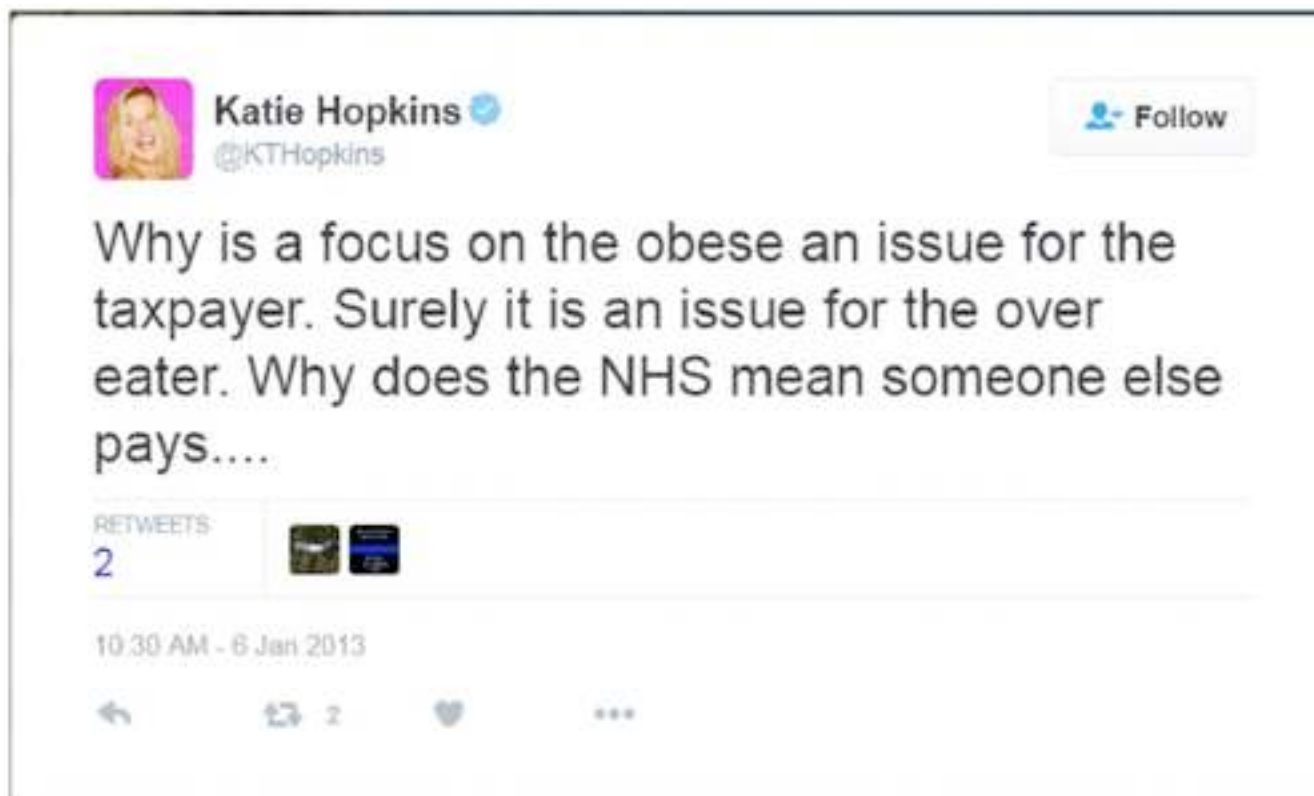 Katie Hopkins
@KTHopkins
Follow
Why is a focus on the obese an issue for the
taxpayer. Surely it is an issue for the over
eater. Why does the NHS mean someone else
pays....
RETWEETS
2
10:30 AM - 6 Jan 2013
2